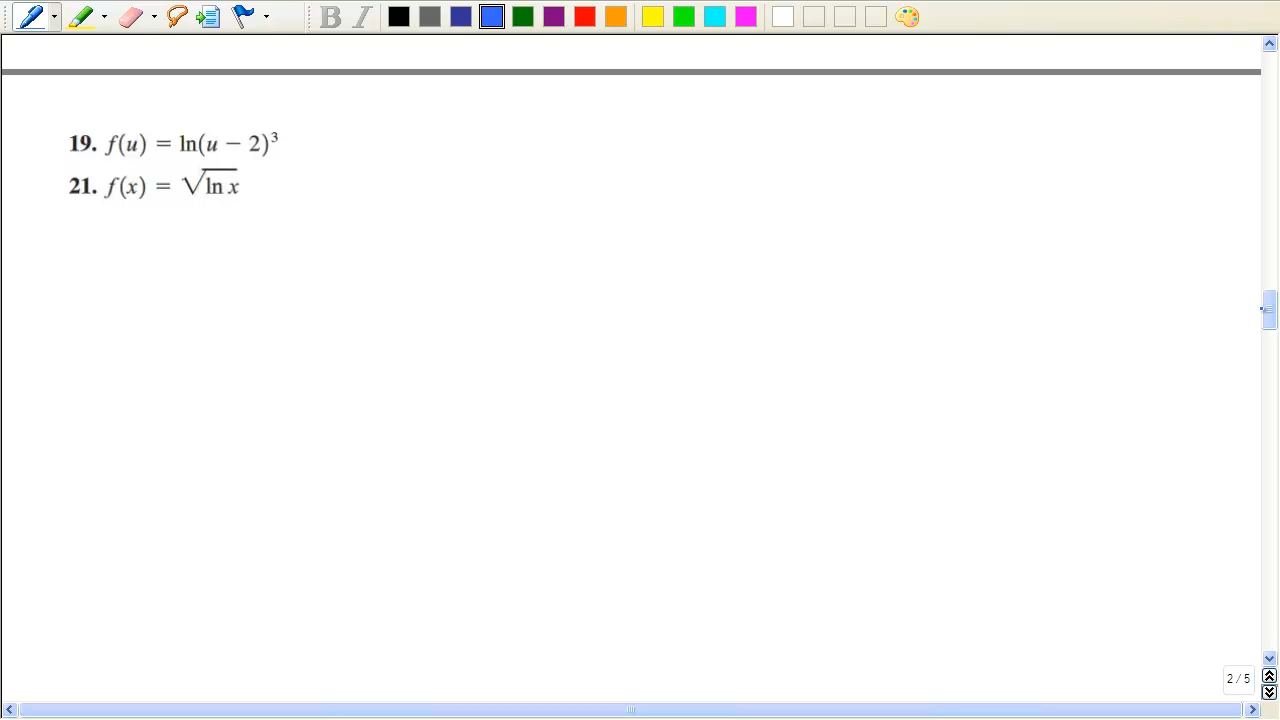 B I
19. f(u) = ln(u − 2)³
21. f(x) = √ln x
2 / 5